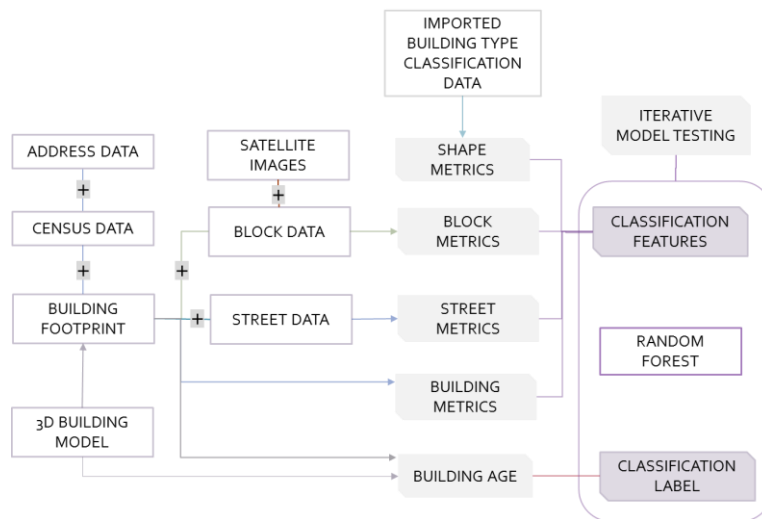 IMPORTED
BUILDING TYPE
CLASSIFICATION
DATA
ITERATIVE
MODEL TESTING
ADDRESS DATA
SATELLITE
IMAGES
SHAPE
METRICS
+
+
CENSUS DATA
BLOCK DATA
BLOCK
METRICS
CLASSIFICATION
FEATURES
+
+
BUILDING
FOOTPRINT
+
STREET DATA
STREET
METRICS
RANDOM
FOREST
BUILDING
METRICS
3D BUILDING
MODEL
BUILDING AGE
CLASSIFICATION
LABEL